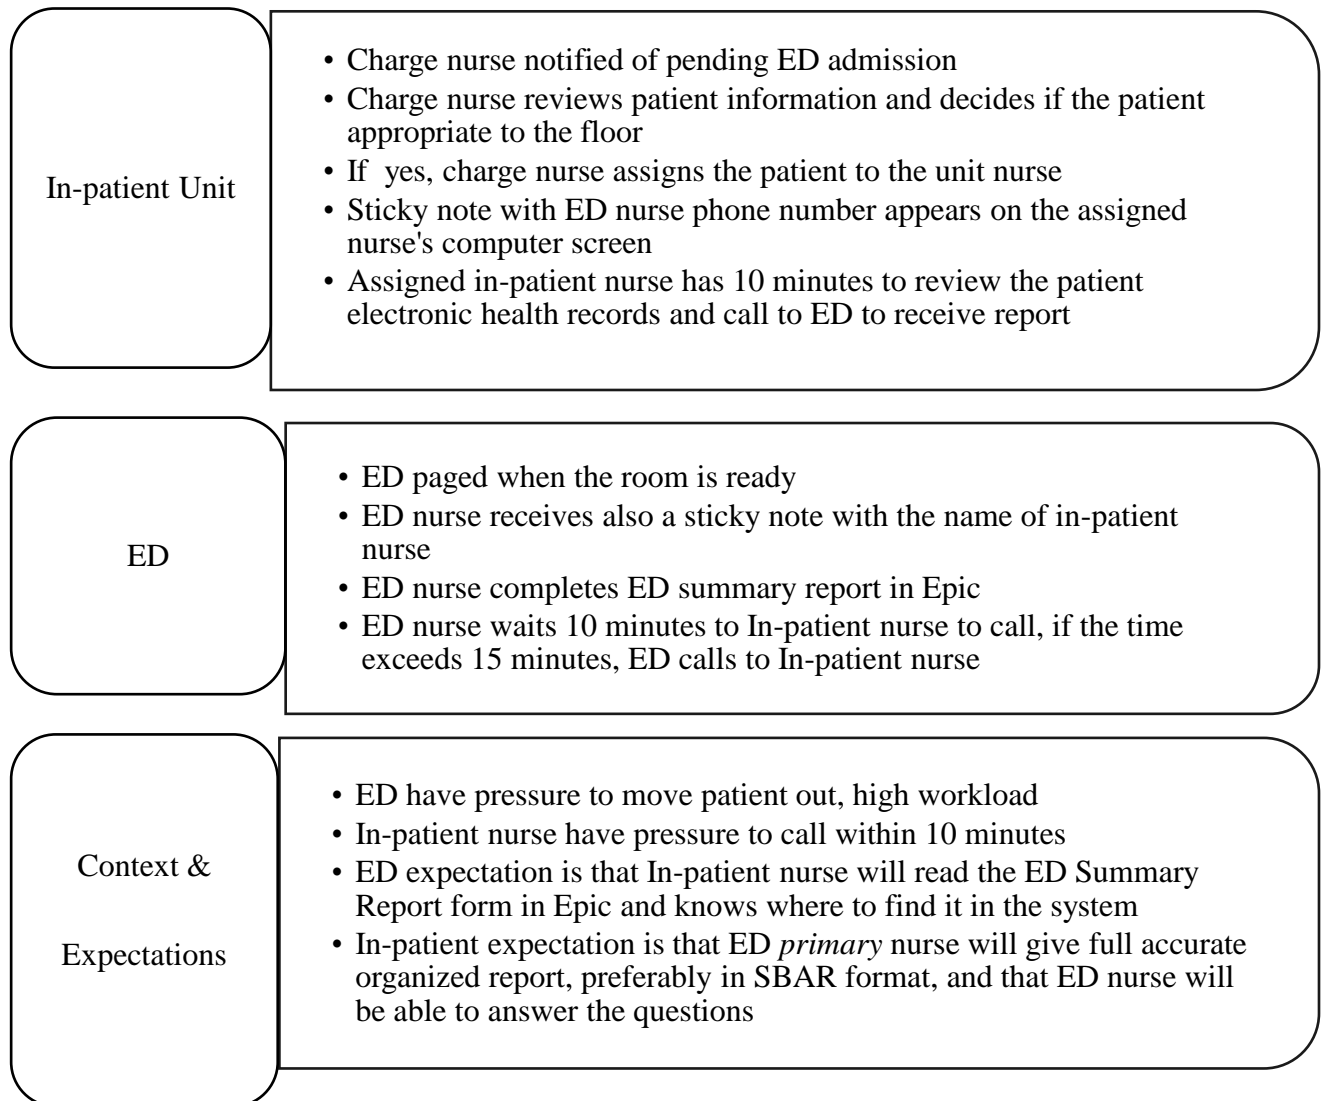 In-patient Unit
• Charge nurse notified of pending ED admission
• Charge nurse reviews patient information and decides if the patient
appropriate to the floor
• If  yes, charge nurse assigns the patient to the unit nurse
• Sticky note with ED nurse phone number appears on the assigned
nurse's computer screen
• Assigned in-patient nurse has 10 minutes to review the patient
electronic health records and call to ED to receive report
ED
• ED paged when the room is ready
• ED nurse receives also a sticky note with the name of in-patient
nurse
• ED nurse completes ED summary report in Epic
• ED nurse waits 10 minutes to In-patient nurse to call, if the time
exceeds 15 minutes, ED calls to In-patient nurse
Context &
Expectations
• ED have pressure to move patient out, high workload
• In-patient nurse have pressure to call within 10 minutes
• ED expectation is that In-patient nurse will read the ED Summary
Report form in Epic and knows where to find it in the system
• In-patient expectation is that ED primary nurse will give full accurate
organized report, preferably in SBAR format, and that ED nurse will
be able to answer the questions